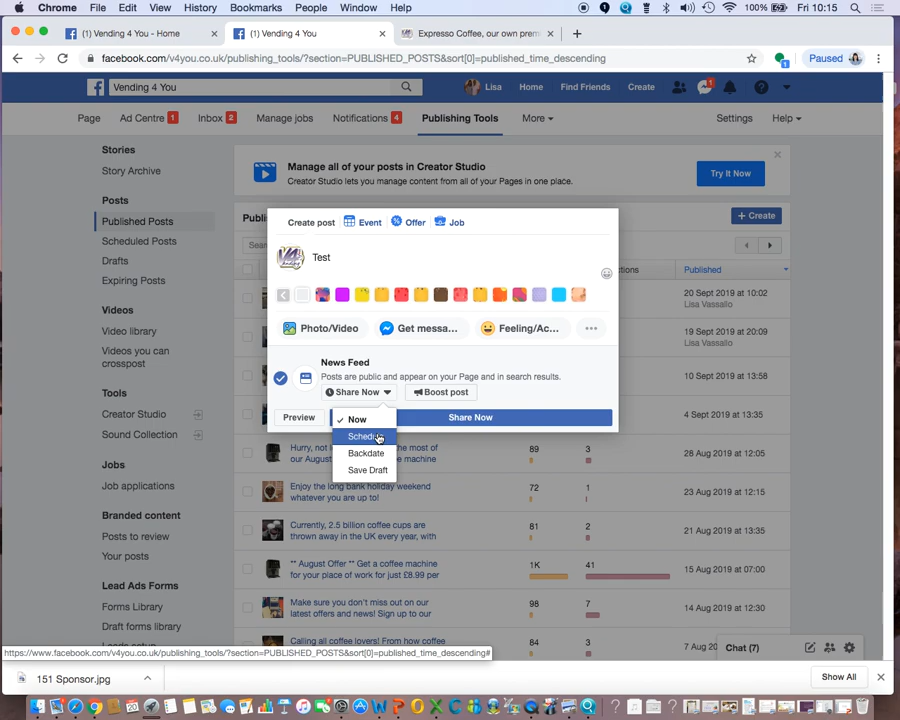 Chrome File Edit View History Bookmarks People Window Help 100% Fri 10:15
(1) Vending 4 You - Home
(1) Vending 4 You
Expresso Coffee, our own prem
facebook.com/v4you.co.uk/publishing_tools/?section=PUBLISHED_POSTS&sort[0]=published_time_descending
Paused
Vending 4 You
Lisa Home Find Friends Create 1
Page Ad Centre 1 Inbox 2 Manage jobs Notifications 4 Publishing Tools More Settings Help
Stories
Story Archive
Posts
Published Posts
Scheduled Posts
Drafts
Expiring Posts
Videos
Video library
Videos you can
crosspost
Tools
Creator Studio
Sound Collection
Jobs
Job applications
Branded content
Posts to review
Your posts
Lead Ads Forms
Forms Library
Draft forms library
Manage all of your posts in Creator Studio
Creator Studio lets you manage content from all of your Pages in one place.
Try It Now
+ Create
Published
Create post Event Offer Job
V4
Test
Photo/Video Get messa... Feeling/Ac...
News Feed
Posts are public and appear on your Page and in search results.
Share Now Boost post
Preview Share Now
Now
Backdate
Save Draft
20 Sept 2019 at 10:02
Lisa Vassallo
19 Sept 2019 at 20:09
Lisa Vassallo
10 Sept 2019 at 13:56
4 Sept 2019 at 13:35
Hurry, not most of
our August machine
89 3 28 Aug 2019 at 12:05
Enjoy the long bank holiday weekend
whatever you are up to!
72 1 21 Aug 2019 at 12:15
Currently, 2.5 billion coffee cups are
thrown away in the UK every year, with
81 2 21 Aug 2019 at 13:35
** August Offer ** Get a coffee machine
for your place of work for just £8.99 per
1K 41 15 Aug 2019 at 07:00
Make sure you don't miss out on our
latest offers and news! Sign up to our
98 7 14 Aug 2019 at 12:30
Calling all coffee lovers! From how coffee
84 3 7 Aug 20
Chat (7)
https://www.facebook.com/v4you.co.uk/publishing_tools/?section=PUBLISHED_POSTS&sort[0]=published_time_descending#
151 Sponsor.jpg
Show All